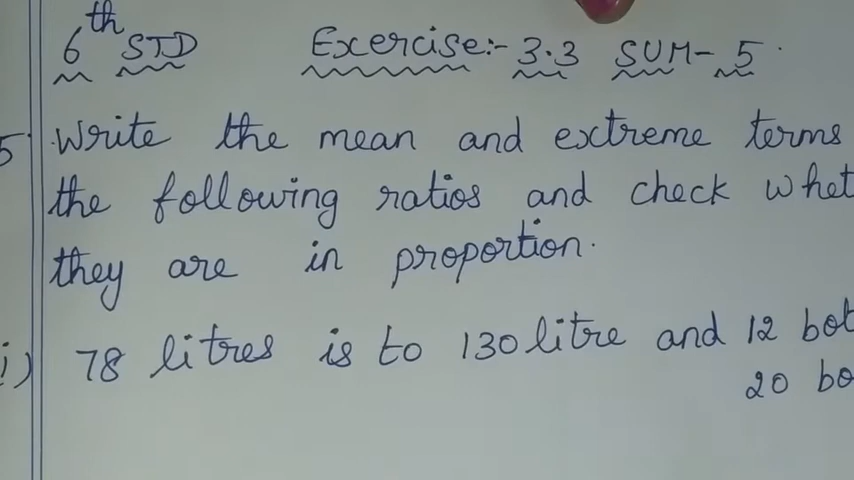 6th STD Exercise:- 3.3 SUM- 5
5. Write the mean and extreme terms
the following ratios and check whet
they are in proportion.
i) 78 litres is to 130 litre and 12 bot
20 bo